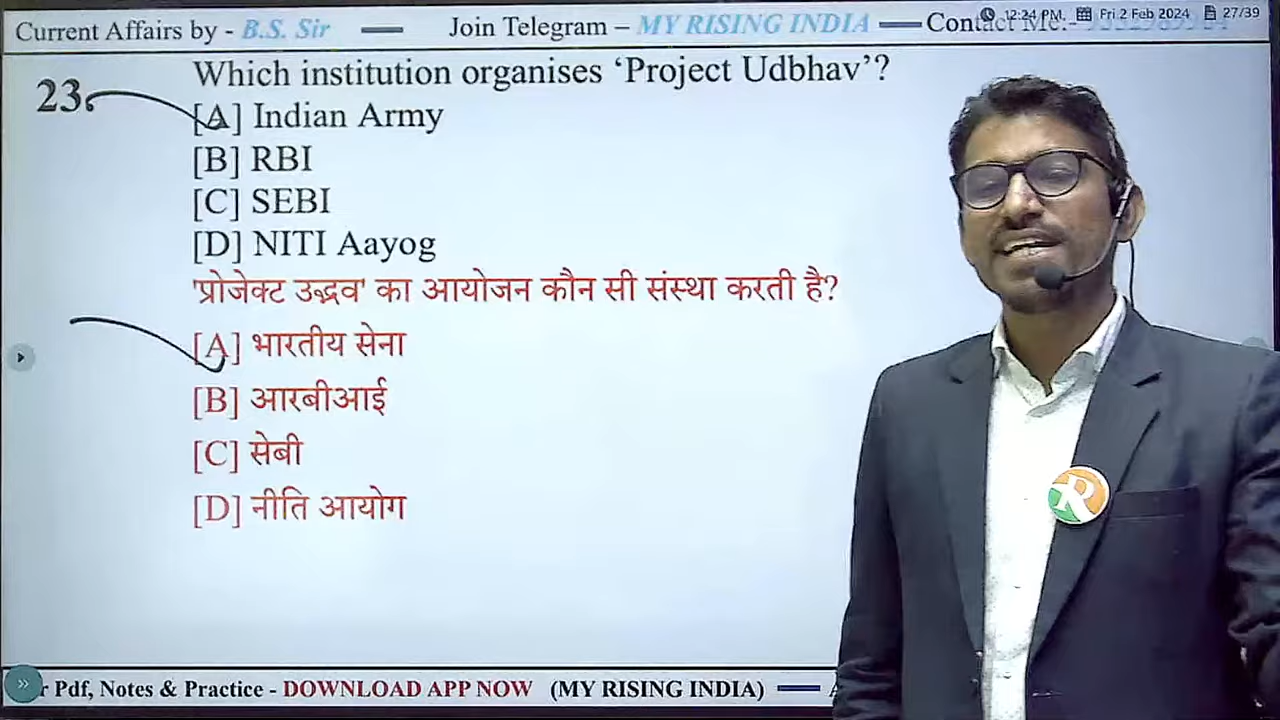 Current Affairs by - B.S. Sir
Join Telegram – MY RISING INDIA
Contact Me:-
12:24 PM
Fri 2 Feb 2024
27/39
23.
Which institution organises ‘Project Udbhav’?
[A] Indian Army
[B] RBI
[C] SEBI
[D] NITI Aayog
'प्रोजेक्ट उद्भव' का आयोजन कौन सी संस्था करती है?
[A] भारतीय सेना
[B] आरबीआई
[C] सेबी
[D] नीति आयोग
R
r Pdf, Notes & Practice - DOWNLOAD APP NOW (MY RISING INDIA)